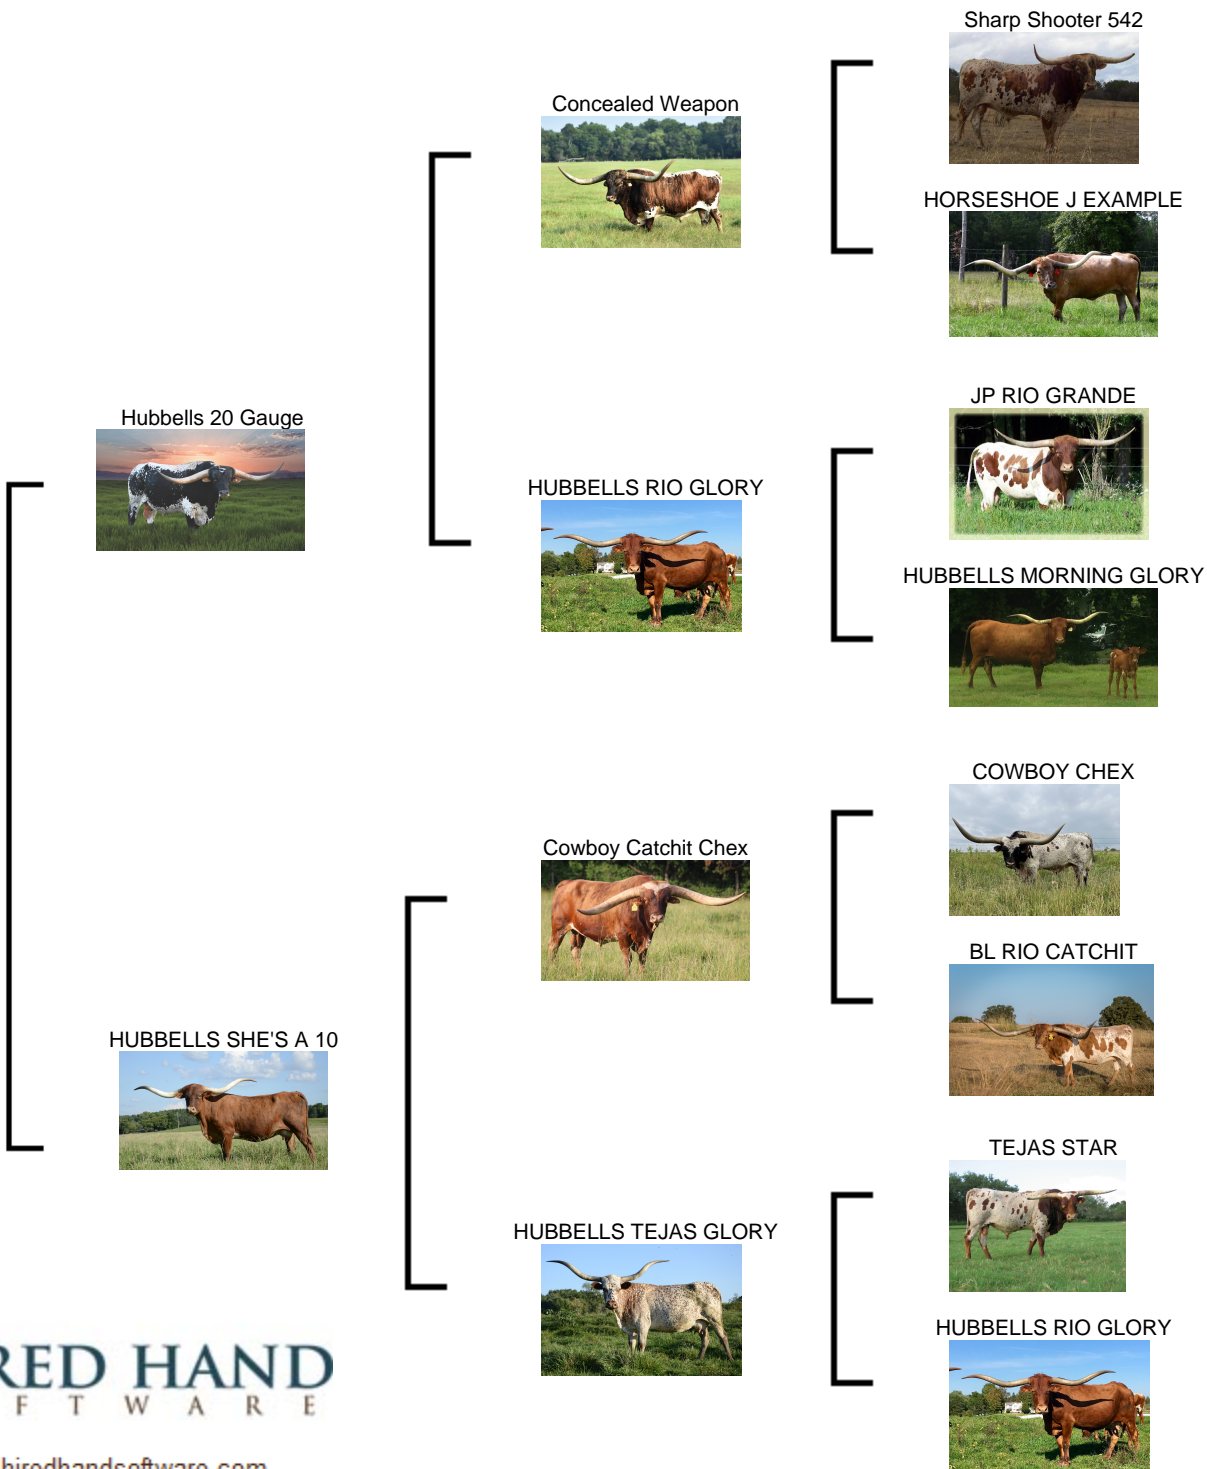 Sharp Shooter 542
Concealed Weapon
HORSESHOE J EXAMPLE
JP RIO GRANDE
Hubbells 20 Gauge
HUBBELLS RIO GLORY
HUBBELLS MORNING GLORY
COWBOY CHEX
Cowboy Catchit Chex
BL RIO CATCHIT
HUBBELLS SHE'S A 10
TEJAS STAR
HUBBELLS TEJAS GLORY
HUBBELLS RIO GLORY
RED HAND
F T W A R E
hiredhandsoftware.com